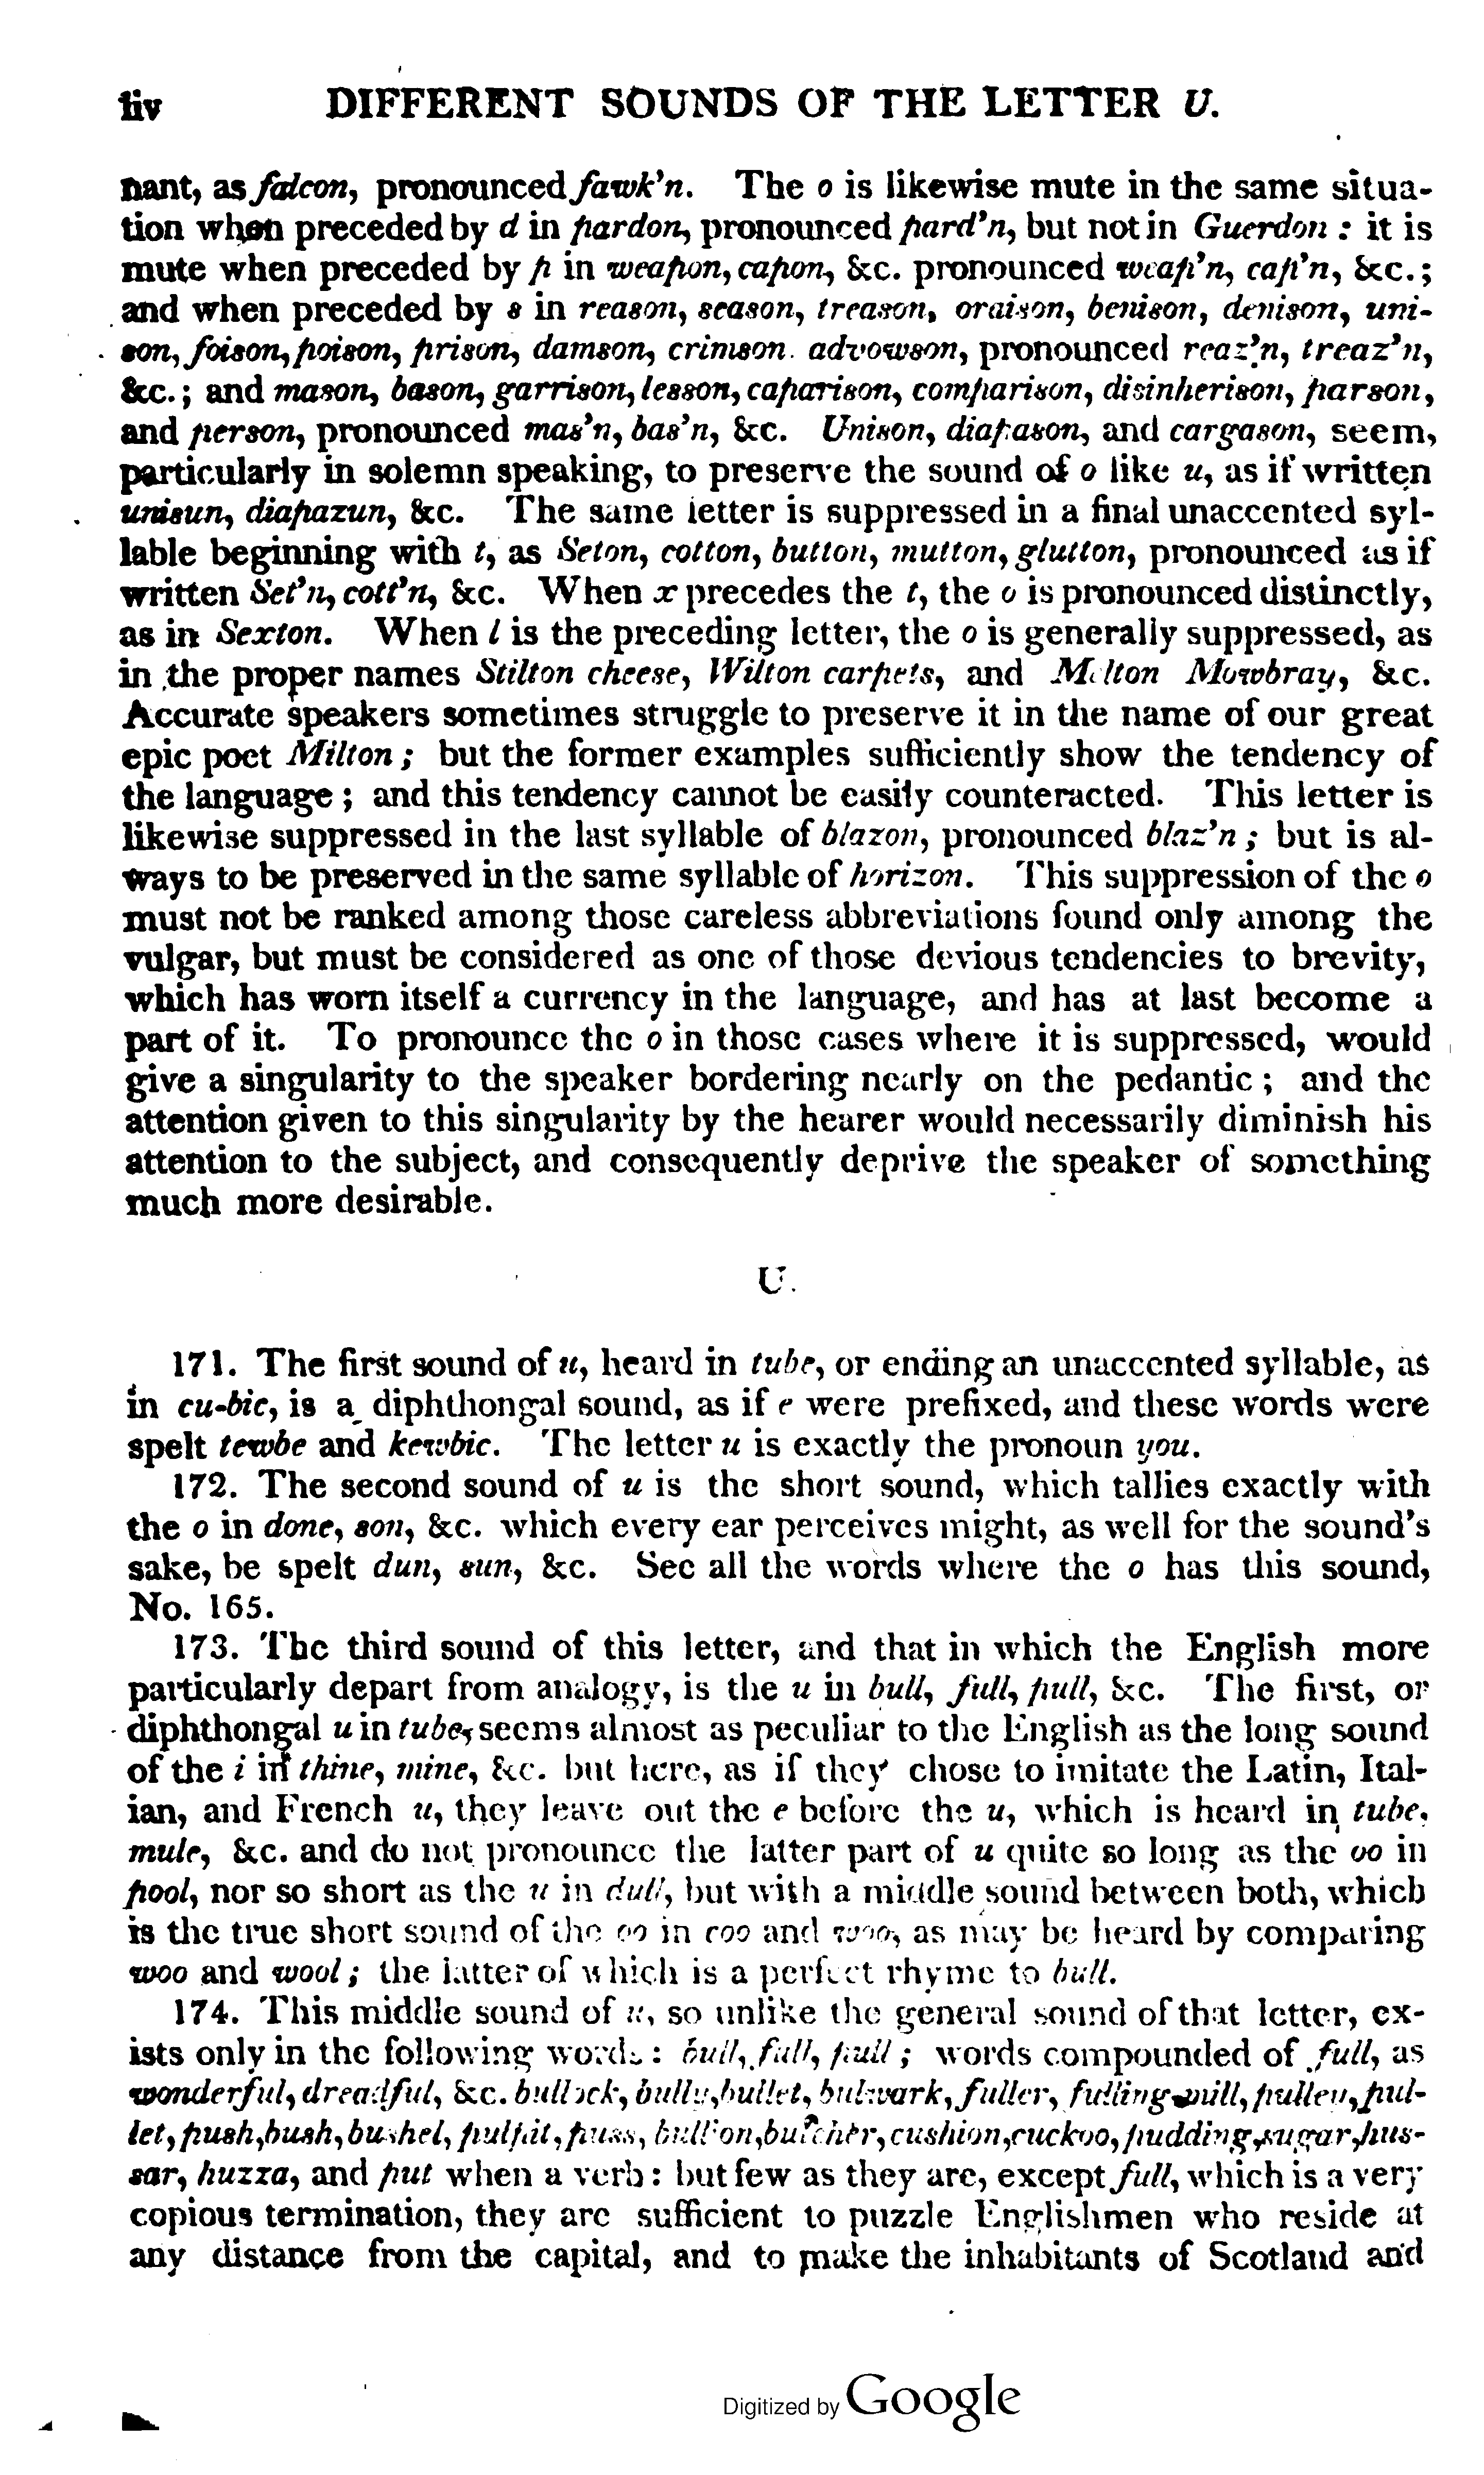 liv DIFFERENT SOUNDS OF THE LETTER U.
nant, as falcon, pronounced fawk'n. The o is likewise mute in the same situa-
tion when preceded by d in pardon, pronounced pard'n, but not in Guerdon : it is
mute when preceded by p in weapon, capon, &c. pronounced weap'n, cap'n, &c.;
and when preceded by s in reason, season, treason, oraison, benison, denison, uni-
son, foison, poison, prison, damson, crimson. advowson, pronounced reaz'n, treaz'n,
&c.; and mason, bason, garrison, lesson, caparison, comparison, disinherison, parson,
and person, pronounced mas'n, bas'n, &c. Unison, diapason, and cargason, seem,
particularly in solemn speaking, to preserve the sound of o like u, as if written
unisun, diapazun, &c. The same letter is suppressed in a final unaccented syl-
lable beginning with t, as Seton, cotton, button, mutton, glutton, pronounced as if
written Set'n, cott'n, &c. When x precedes the t, the o is pronounced distinctly,
as in Sexton. When l is the preceding letter, the o is generally suppressed, as
in the proper names Stilton cheese, Wilton carpets, and Melton Mowbray, &c.
Accurate speakers sometimes struggle to preserve it in the name of our great
epic poet Milton ; but the former examples sufficiently show the tendency of
the language ; and this tendency cannot be easily counteracted. This letter is
likewise suppressed in the last syllable of blazon, pronounced blaz'n ; but is al-
ways to be preserved in the same syllable of horizon. This suppression of the o
must not be ranked among those careless abbreviations found only among the
vulgar, but must be considered as one of those devious tendencies to brevity,
which has worn itself a currency in the language, and has at last become a
part of it. To pronounce the o in those cases where it is suppressed, would
give a singularity to the speaker bordering nearly on the pedantic ; and the
attention given to this singularity by the hearer would necessarily diminish his
attention to the subject, and consequently deprive the speaker of something
much more desirable.
U.
171. The first sound of u, heard in tube, or ending an unaccented syllable, as
in cu-bic, is a diphthongal sound, as if e were prefixed, and these words were
spelt tewbe and kewbic. The letter u is exactly the pronoun you.
172. The second sound of u is the short sound, which tallies exactly with
the o in done, son, &c. which every ear perceives might, as well for the sound's
sake, be spelt dun, sun, &c. See all the words where the o has this sound,
No. 165.
173. The third sound of this letter, and that in which the English more
particularly depart from analogy, is the u in bull, full, pull, &c. The first, or
diphthongal u in tube, seems almost as peculiar to the English as the long sound
of the i in thine, mine, &c. but here, as if they chose to imitate the Latin, Ital-
ian, and French u, they leave out the e before the u, which is heard in tube,
mule, &c. and do not pronounce the latter part of u quite so long as the oo in
pool, nor so short as the u in dull, but with a middle sound between both, which
is the true short sound of the oo in coo and woo, as may be heard by comparing
woo and wool ; the latter of which is a perfect rhyme to bull.
174. This middle sound of u, so unlike the general sound of that letter, ex-
ists only in the following words : bull, full, pull ; words compounded of full, as
wonderful, dreadful, &c. bullock, bully, bullet, bulwark, fuller, fulling-mill, pulley, pul-
let, push, bush, bushel, pulpit, puss, bullion, butcher, cushion, cuckoo, pudding, sugar, hus-
sar, huzza, and put when a verb : but few as they are, except full, which is a very
copious termination, they are sufficient to puzzle Englishmen who reside at
any distance from the capital, and to make the inhabitants of Scotland and
Digitized by Google